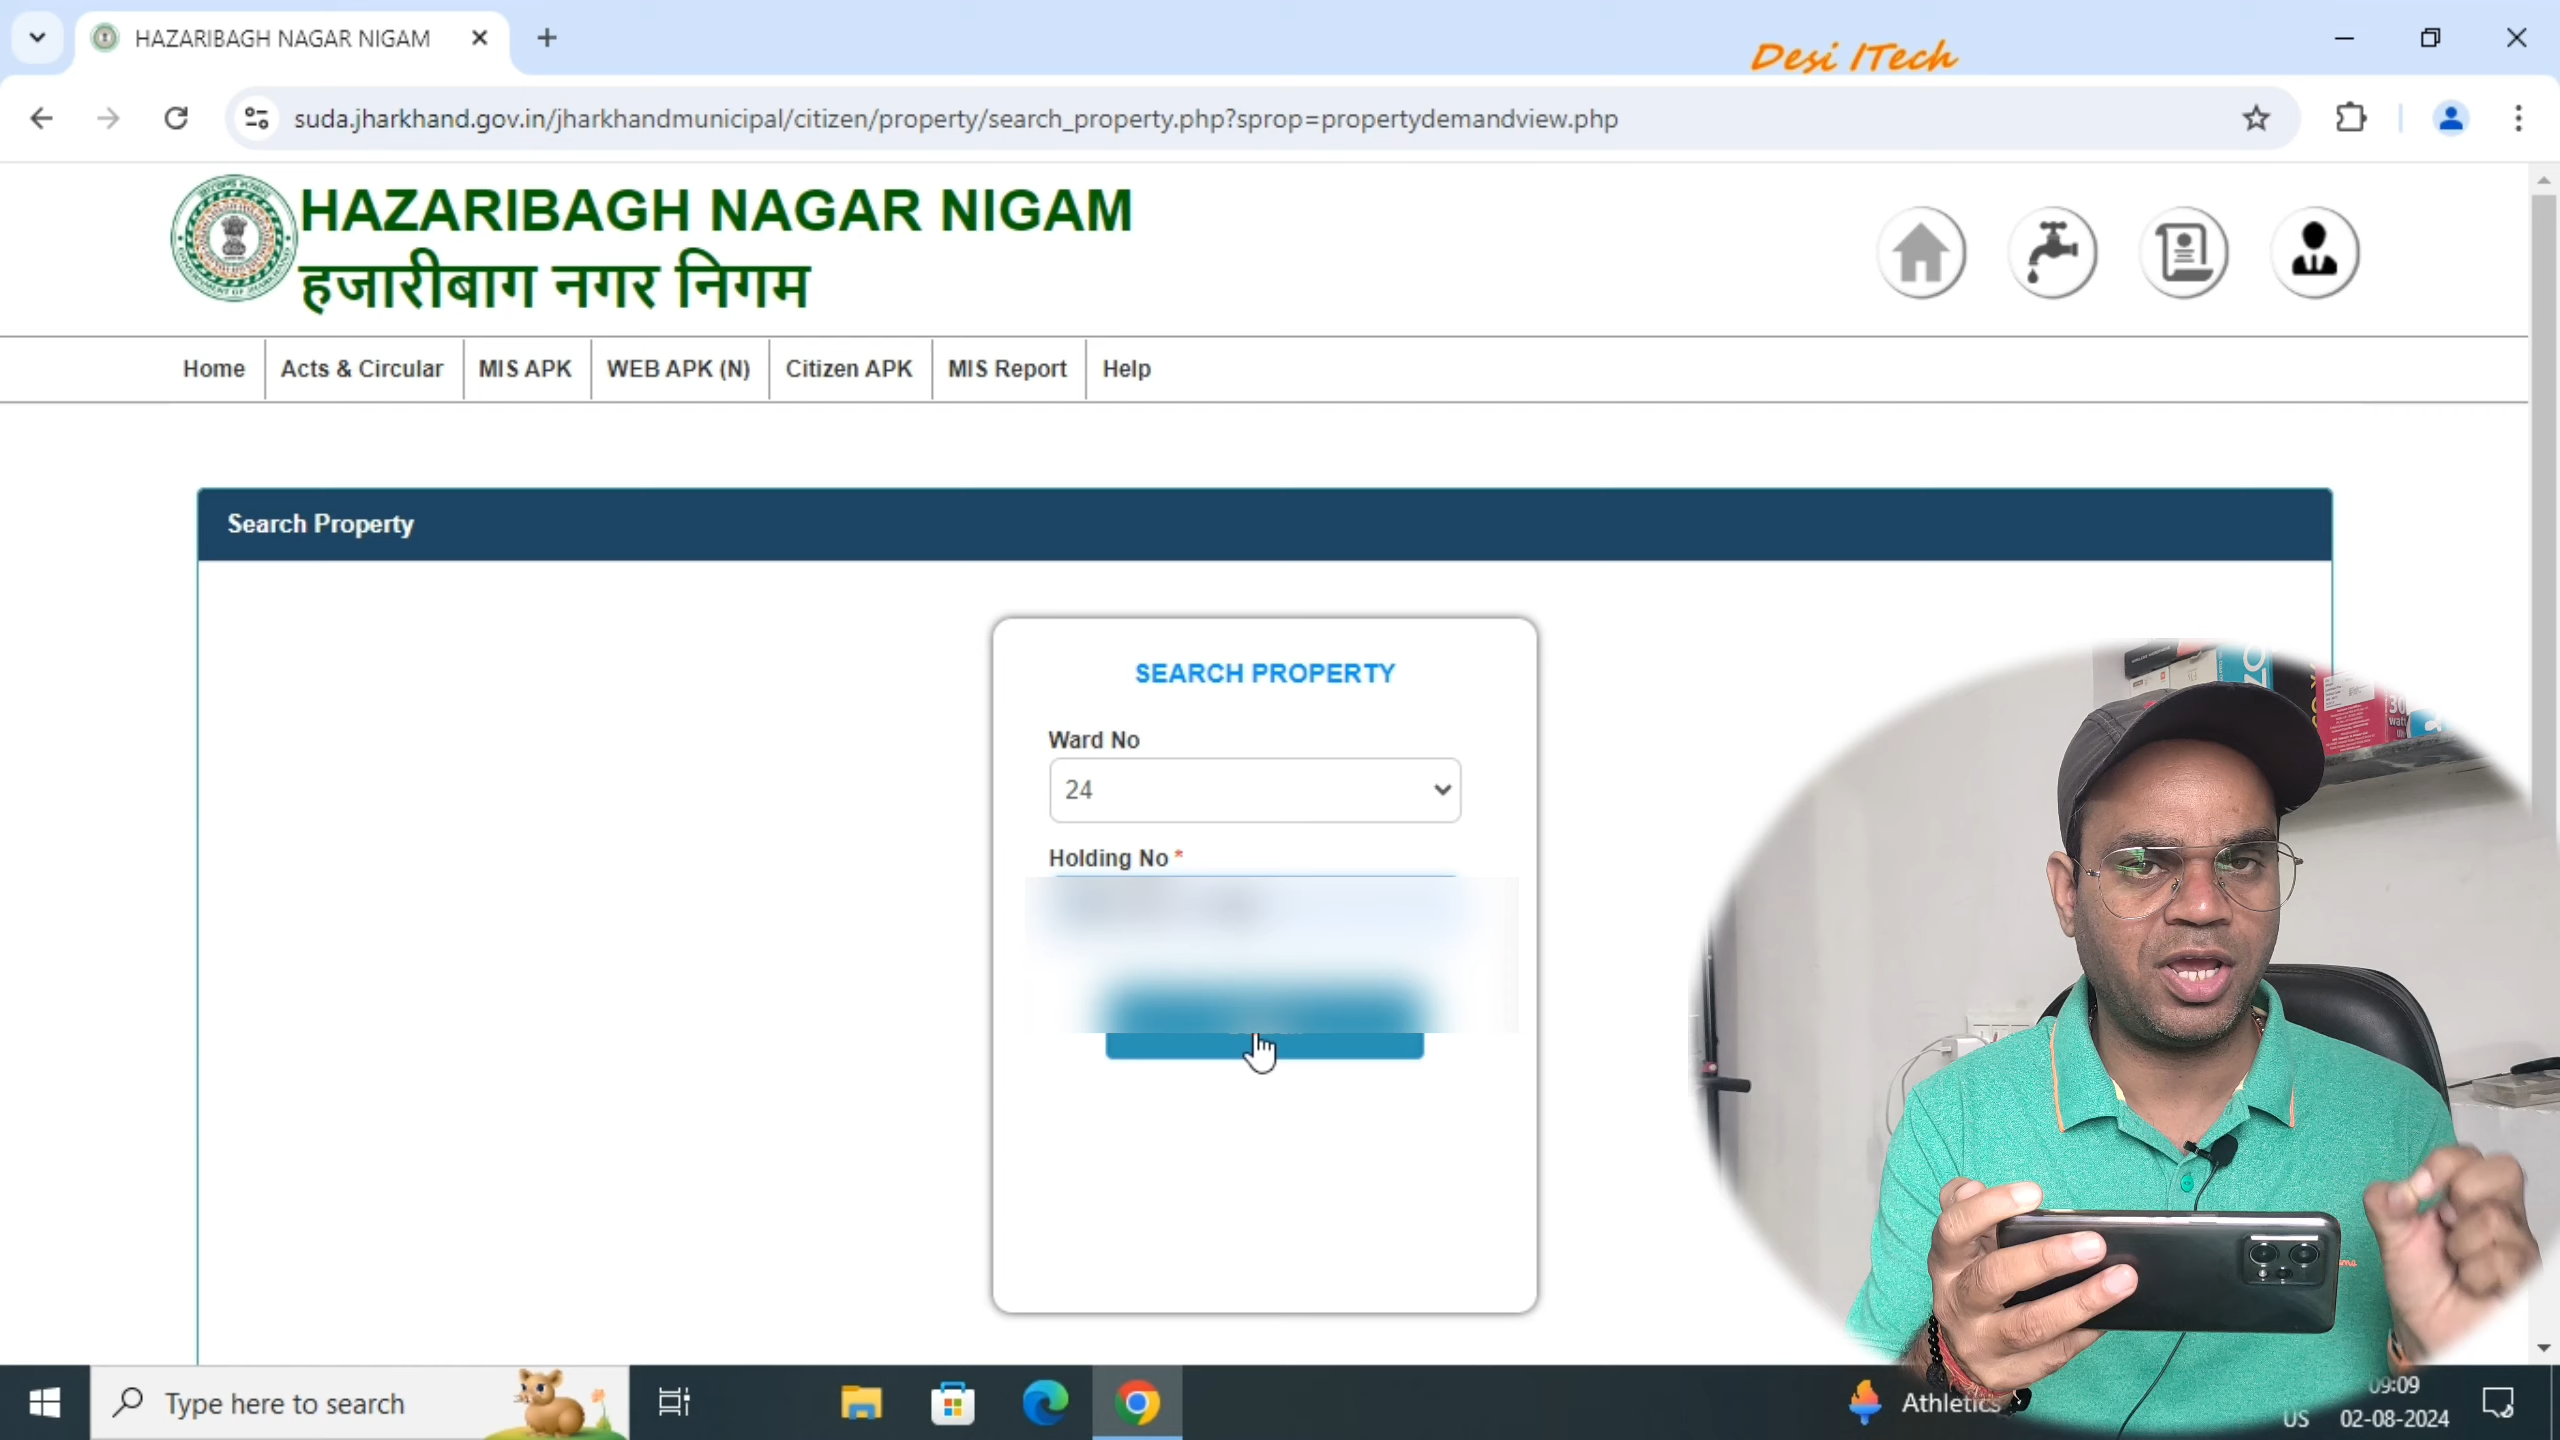 HAZARIBAGH NAGAR NIGAM
Desi ITech
suda.jharkhand.gov.in/jharkhandmunicipal/citizen/property/search_property.php?sprop=propertydemandview.php
HAZARIBAGH NAGAR NIGAM
हजारीबाग नगर निगम
Home
Acts & Circular
MIS APK
WEB APK (N)
Citizen APK
MIS Report
Help
Search Property
SEARCH PROPERTY
Ward No
24
Holding No *
30
Type here to search
Athletics
09:09
US
02-08-2024